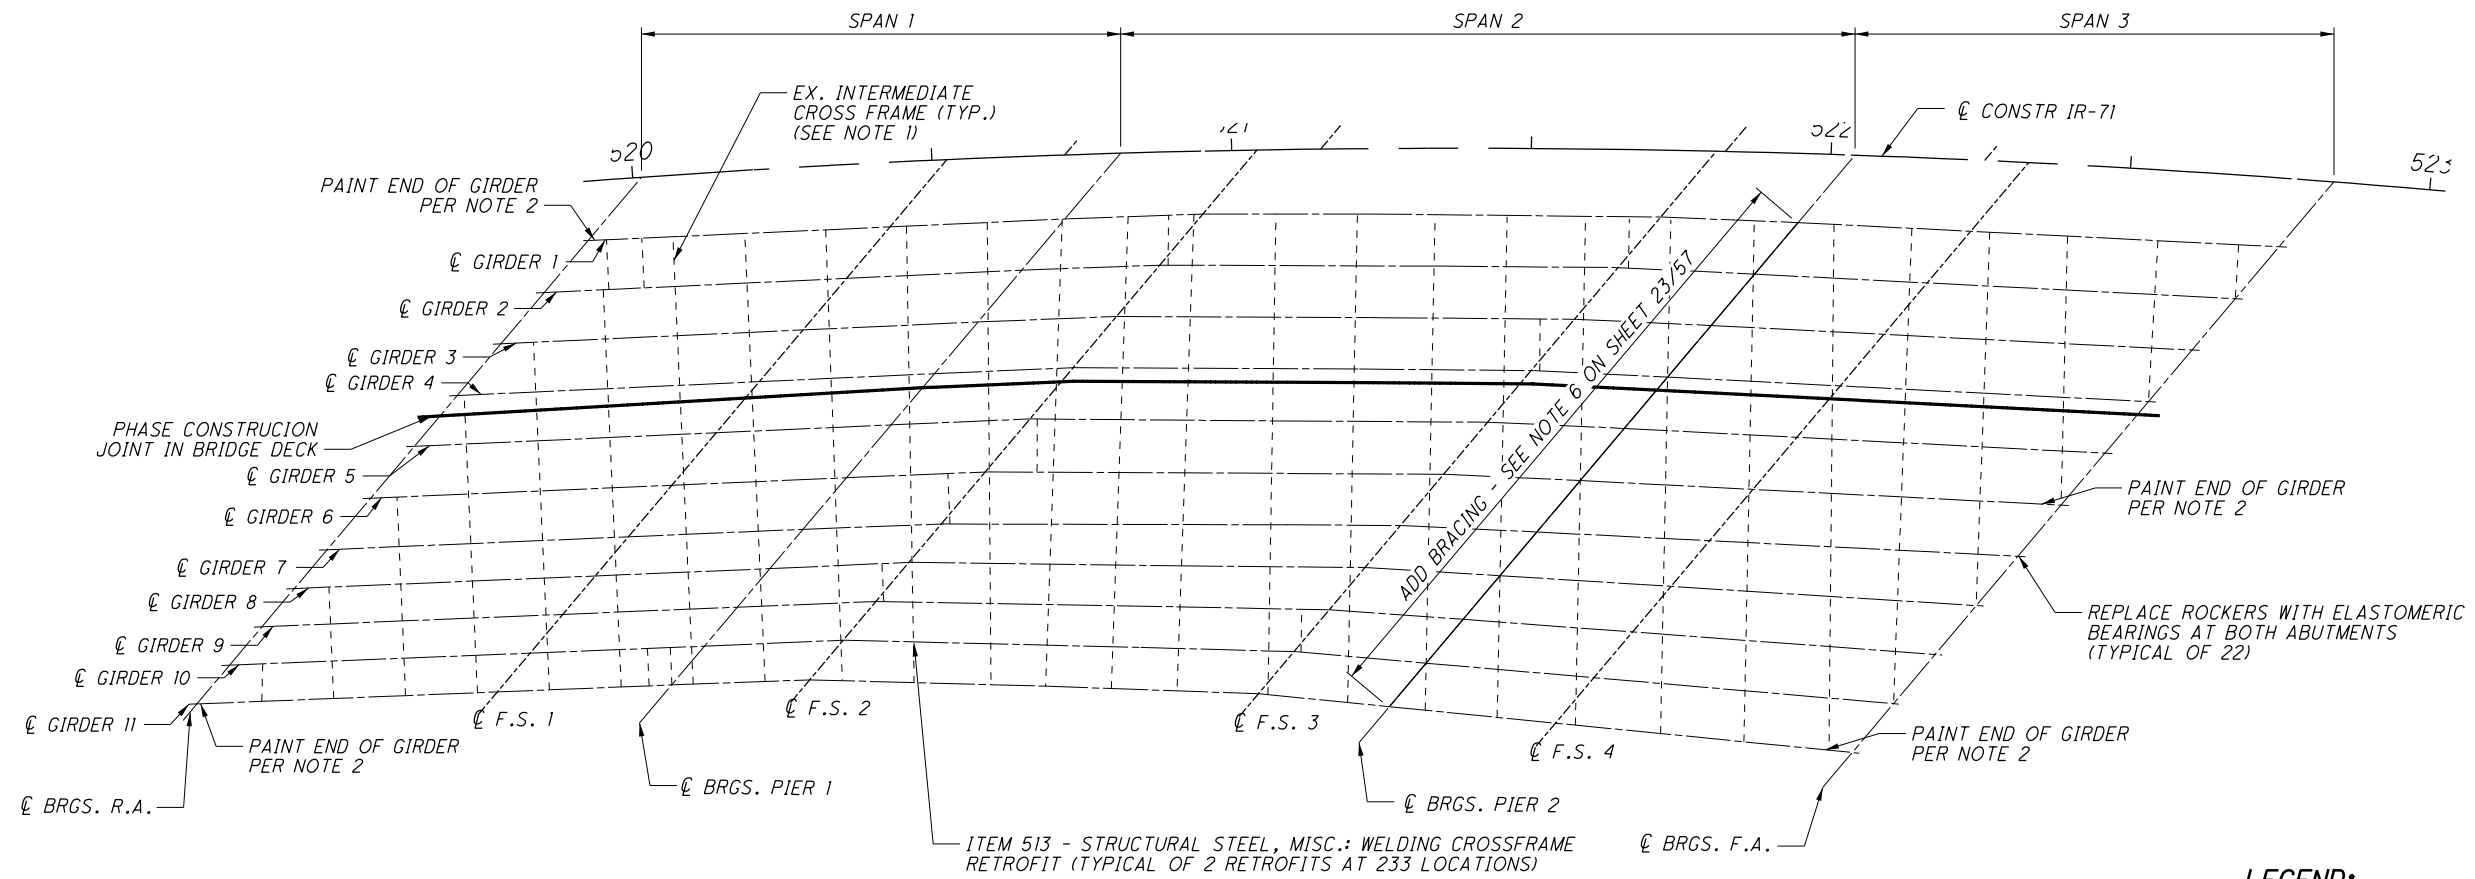 SPAN 1
SPAN 2
SPAN 3
EX. INTERMEDIATE
CROSS FRAME (TYP.)
(SEE NOTE 1)
℄ CONSTR IR-71
520
521
522
523
PAINT END OF GIRDER
PER NOTE 2
℄ GIRDER 1
℄ GIRDER 2
℄ GIRDER 3
℄ GIRDER 4
PHASE CONSTRUCION
JOINT IN BRIDGE DECK
℄ GIRDER 5
℄ GIRDER 6
℄ GIRDER 7
℄ GIRDER 8
℄ GIRDER 9
℄ GIRDER 10
℄ GIRDER 11
ADD BRACING - SEE NOTE 6 ON SHEET 23/57
PAINT END OF GIRDER
PER NOTE 2
REPLACE ROCKERS WITH ELASTOMERIC
BEARINGS AT BOTH ABUTMENTS
(TYPICAL OF 22)
℄ F.S. 1
℄ F.S. 2
℄ F.S. 3
℄ F.S. 4
PAINT END OF GIRDER
PER NOTE 2
PAINT END OF GIRDER
PER NOTE 2
℄ BRGS. R.A.
℄ BRGS. PIER 1
℄ BRGS. PIER 2
℄ BRGS. F.A.
ITEM 513 - STRUCTURAL STEEL, MISC.: WELDING CROSSFRAME
RETROFIT (TYPICAL OF 2 RETROFITS AT 233 LOCATIONS)
LEGEND: